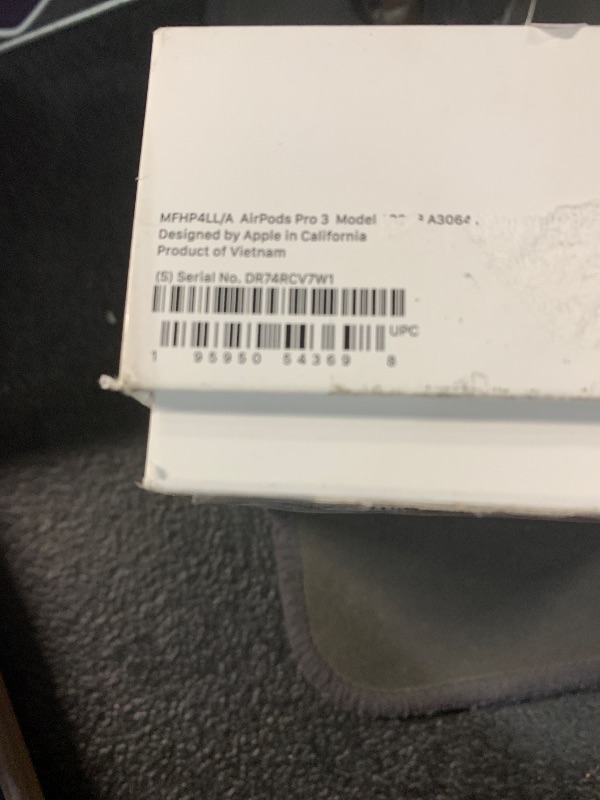 MFHP4LL/A AirPods Pro 3 Model A3064
Designed by Apple in California
Product of Vietnam
(S) Serial No. DR74RCV7W1
UPC
1 95950 54369 8